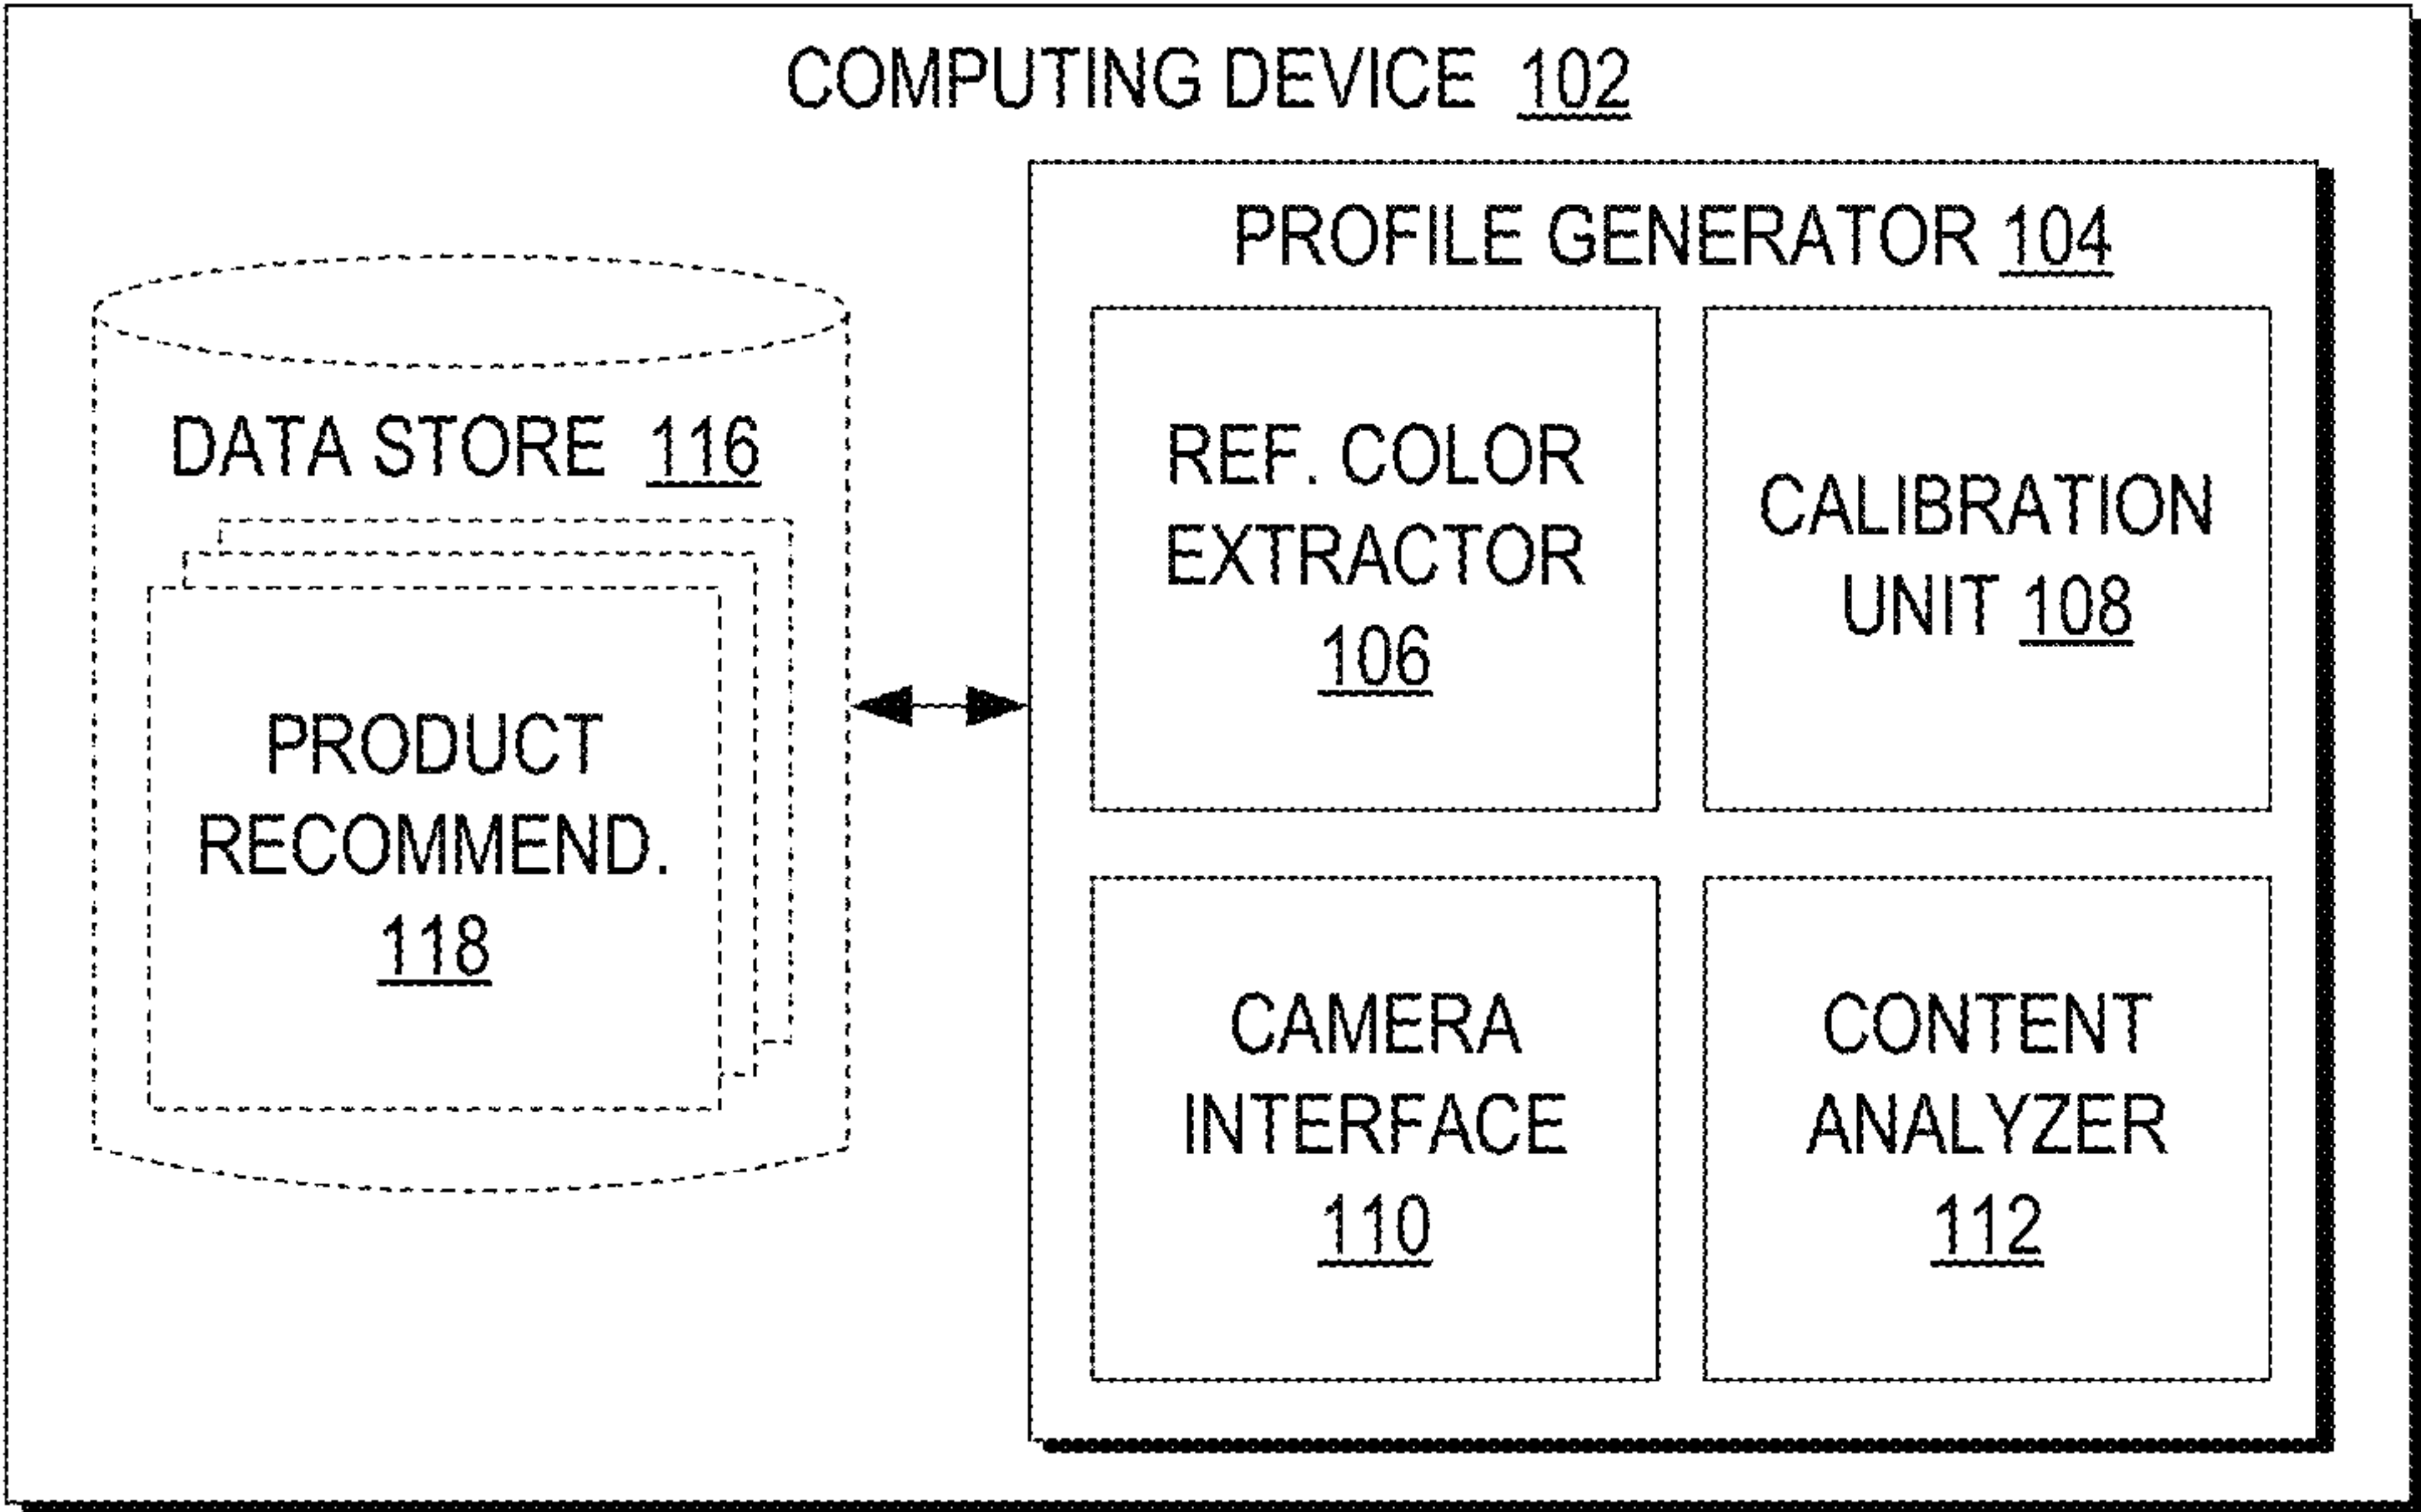 COMPUTING DEVICE 102
DATA STORE 116
PRODUCT
RECOMMEND.
118
PROFILE GENERATOR 104
REF. COLOR
EXTRACTOR
106
CALIBRATION
UNIT 108
CAMERA
INTERFACE
110
CONTENT
ANALYZER
112